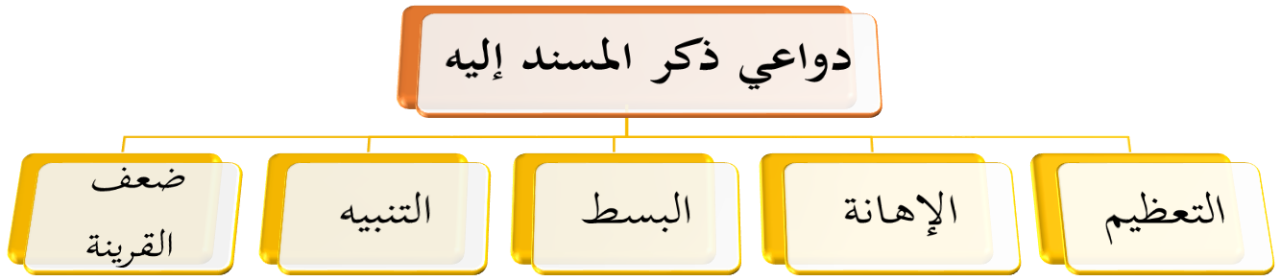 دواعي ذكر المسند إليه
التعظيم
الإهانة
البسط
التنبيه
ضعف
القرينة